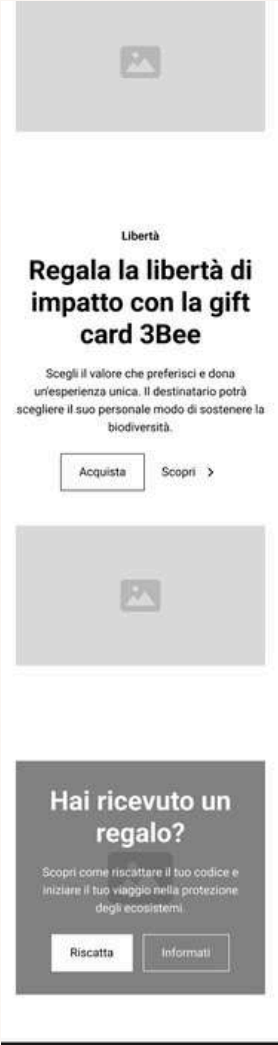 Libertà
Regala la libertà di
impatto con la gift
card 3Bee
Scegli il valore che preferisci e dona
un'esperienza unica. Il destinatario potrà
scegliere il suo personale modo di sostenere la
biodiversità.
Acquista
Scopri
Hai ricevuto un
regalo?
Scopri come riscattare il tuo codice e
iniziare il tuo viaggio nella protezione
degli ecosistemi.
Riscatta
Informati